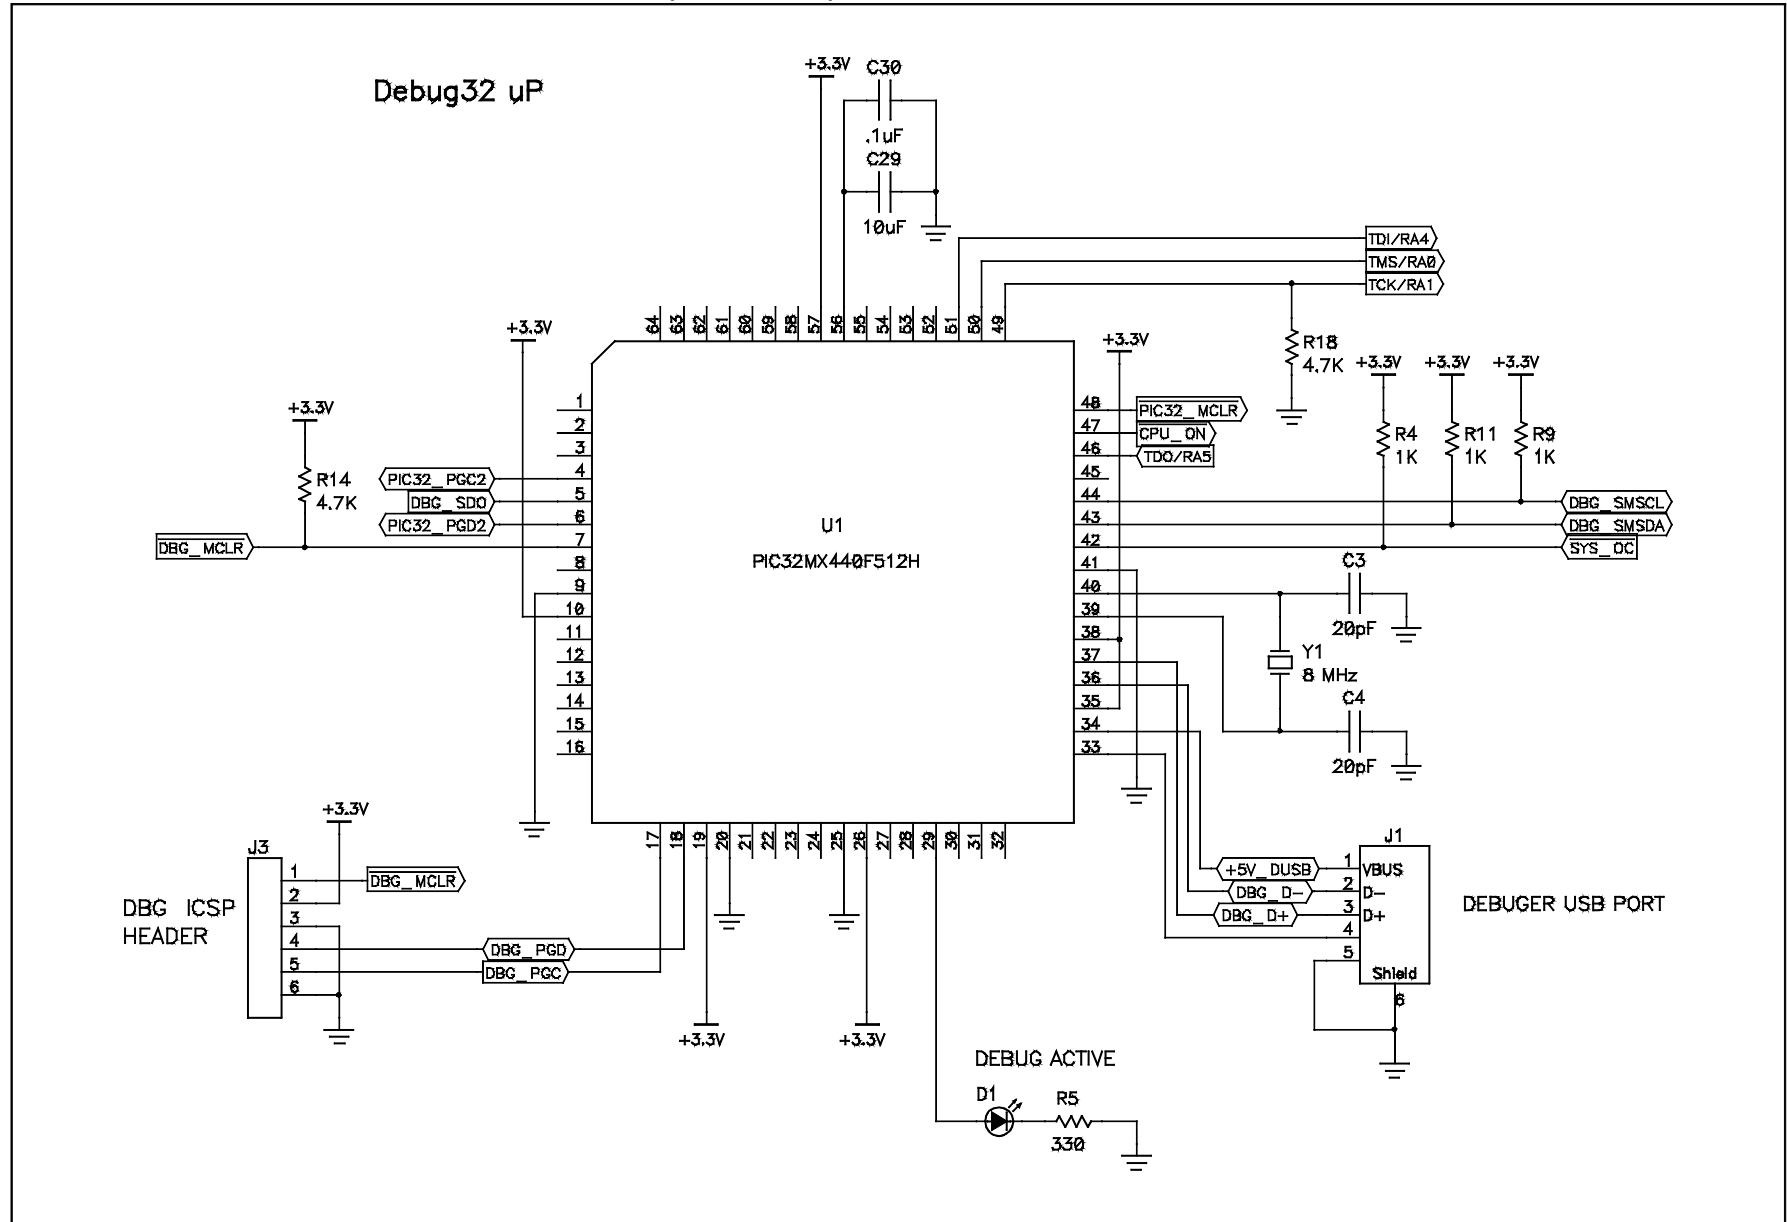 Debug32 uP
+3.3V
C30
.1uF
C29
10uF
TDI/RA4
TMS/RA0
TCK/RA1
64 63 62 61 60 59 58 57 56 55 54 53 52 51 50 49
+3.3V
+3.3V
R18
4.7K
+3.3V
+3.3V
+3.3V
R4
1K
R11
1K
R9
1K
+3.3V
R14
4.7K
PIC32_PGC2
DBG_SDO
PIC32_PGD2
DBG_MCLR
1
2
3
4
5
6
7
8
9
10
11
12
13
14
15
16
U1
PIC32MX440F512H
48
47
46
45
44
43
42
41
40
39
38
37
36
35
34
33
PIC32_MCLR
CPU_ON
TDO/RA5
DBG_SMSCL
DBG_SMSDA
SYS_OC
C3
20pF
Y1
8 MHz
C4
20pF
17 18 19 20 21 22 23 24 25 26 27 28 29 30 31 32
+3.3V
J3
1
2
3
4
5
6
DBG_MCLR
DBG ICSP
HEADER
DBG_PGD
DBG_PGC
+3.3V
+3.3V
J1
+5V_DUSB
DBG_D-
DBG_D+
1 VBUS
2 D-
3 D+
4
5
Shield
6
DEBUGER USB PORT
DEBUG ACTIVE
D1
R5
330